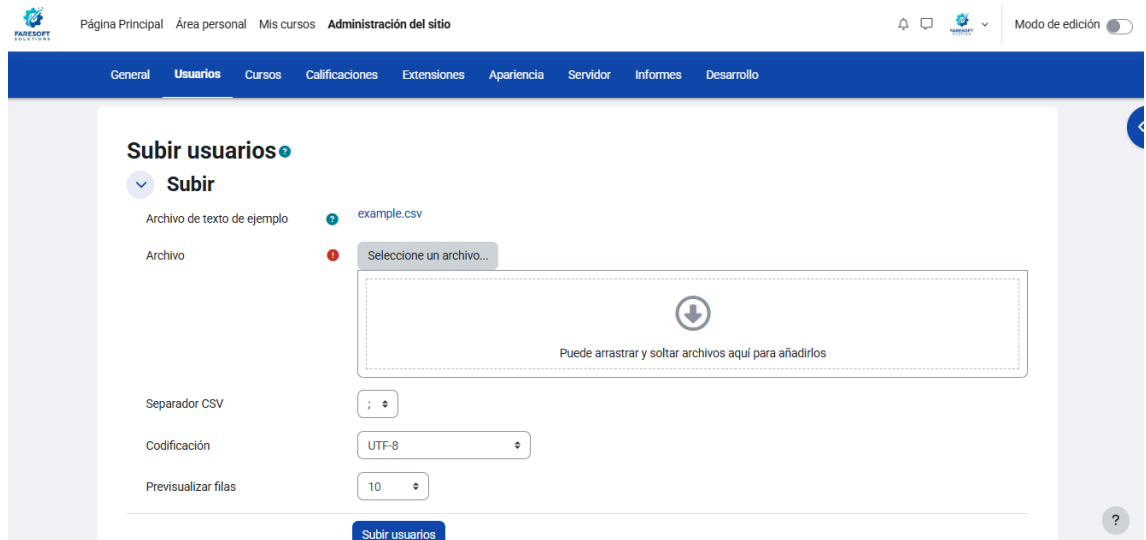 FARESOFT
SOLUTIONS
Página Principal Área personal Mis cursos Administración del sitio
Modo de edición
General Usuarios Cursos Calificaciones Extensiones Apariencia Servidor Informes Desarrollo
Subir usuarios ?
Subir
Archivo de texto de ejemplo ? example.csv
Archivo ! Seleccione un archivo...
Puede arrastrar y soltar archivos aquí para añadirlos
Separador CSV ;
Codificación UTF-8
Previsualizar filas 10
?
Subir usuarios